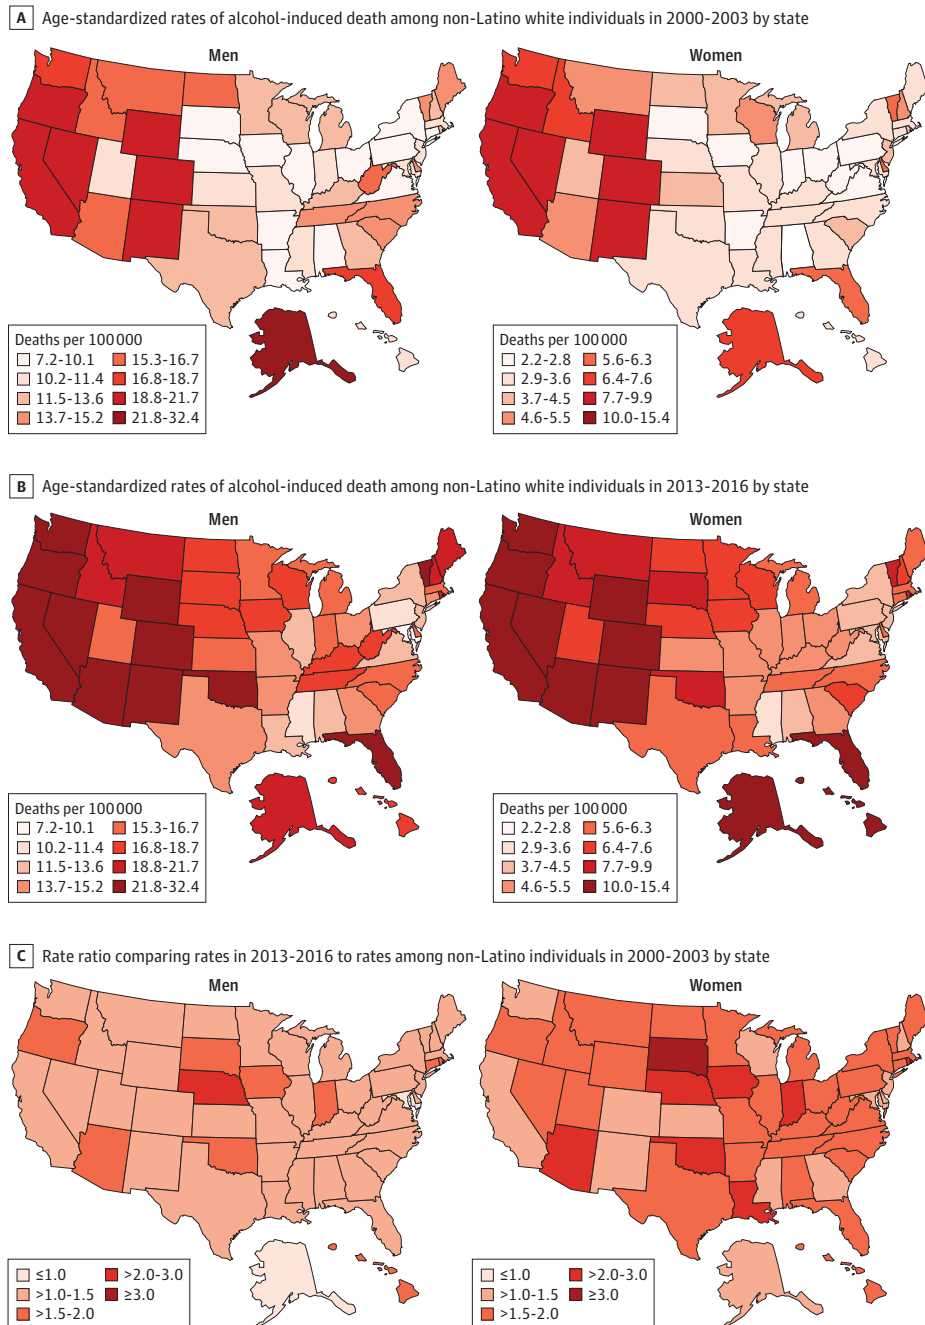 A Age-standardized rates of alcohol-induced death among non-Latino white individuals in 2000-2003 by state
Men
Women
Deaths per 100 000
7.2-10.1 15.3-16.7
10.2-11.4 16.8-18.7
11.5-13.6 18.8-21.7
13.7-15.2 21.8-32.4
Deaths per 100 000
2.2-2.8 5.6-6.3
2.9-3.6 6.4-7.6
3.7-4.5 7.7-9.9
4.6-5.5 10.0-15.4
B Age-standardized rates of alcohol-induced death among non-Latino white individuals in 2013-2016 by state
Men
Women
Deaths per 100 000
7.2-10.1 15.3-16.7
10.2-11.4 16.8-18.7
11.5-13.6 18.8-21.7
13.7-15.2 21.8-32.4
Deaths per 100 000
2.2-2.8 5.6-6.3
2.9-3.6 6.4-7.6
3.7-4.5 7.7-9.9
4.6-5.5 10.0-15.4
C Rate ratio comparing rates in 2013-2016 to rates among non-Latino individuals in 2000-2003 by state
Men
Women
≤1.0 >2.0-3.0
>1.0-1.5 ≥3.0
>1.5-2.0
≤1.0 >2.0-3.0
>1.0-1.5 ≥3.0
>1.5-2.0